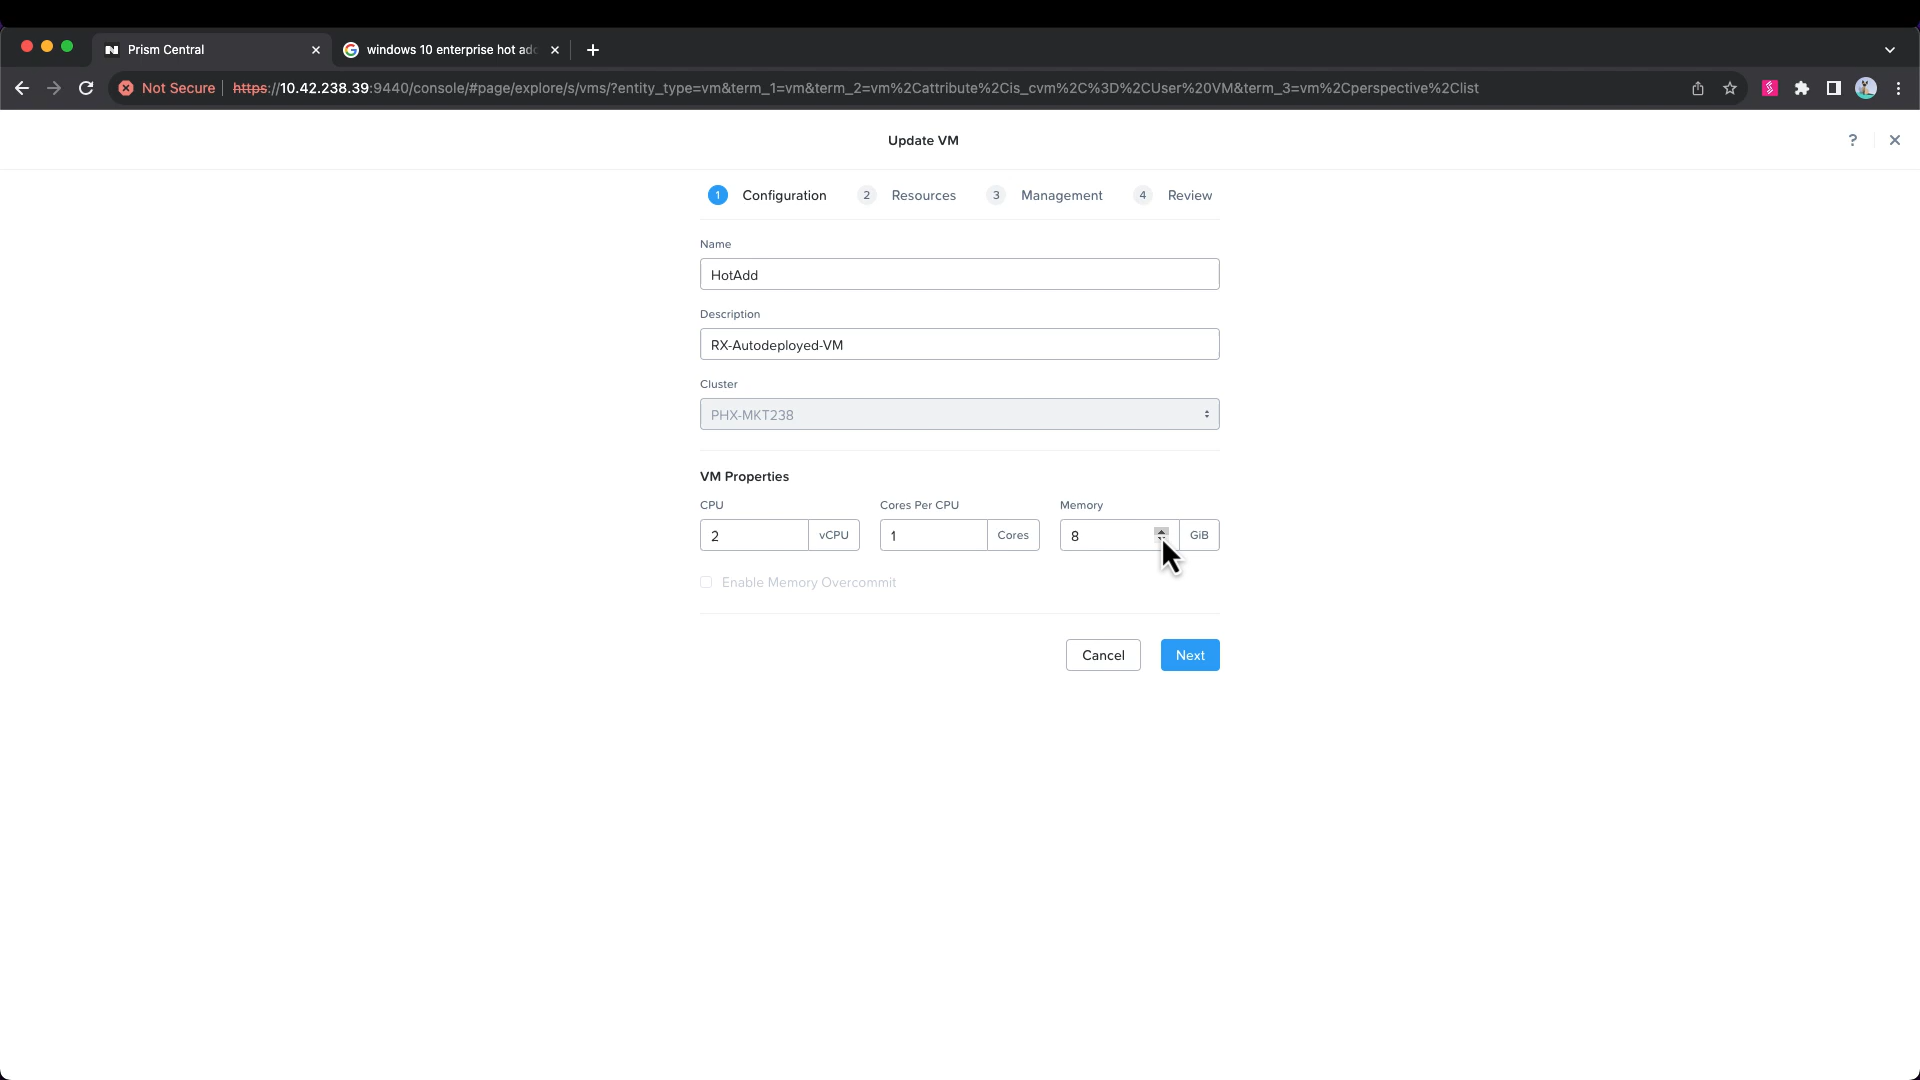 Prism Central
windows 10 enterprise hot add
Not Secure
https://10.42.238.39:9440/console/#page/explore/s/vms/?entity_type=vm&term_1=vm&term_2=vm%2Cattribute%2Cis_cvm%2C%3D%2CUser%20VM&term_3=vm%2Cperspective%2Clist
Update VM
?
1 Configuration 2 Resources 3 Management 4 Review
Name
HotAdd
Description
RX-Autodeployed-VM
Cluster
PHX-MKT238
VM Properties
CPU Cores Per CPU Memory
2 vCPU 1 Cores 8 GiB
Enable Memory Overcommit
Cancel Next